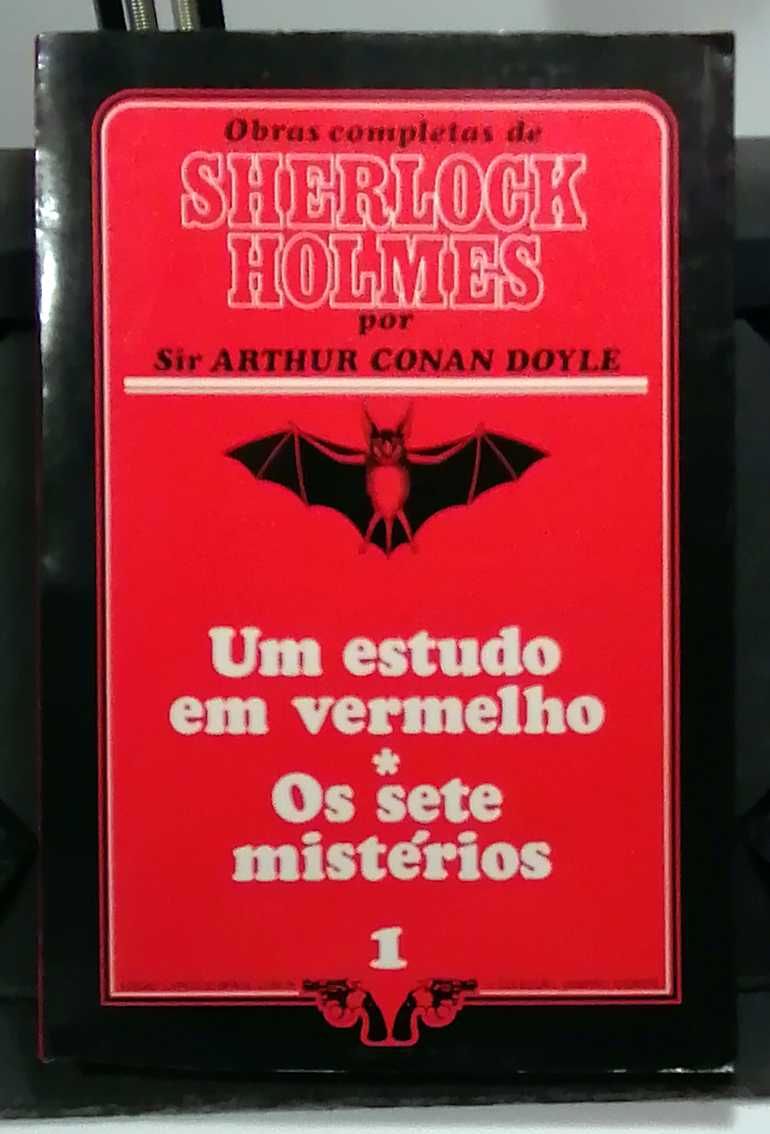 Obras completas de
SHERLOCK
HOLMES
por
Sir ARTHUR CONAN DOYLE
Um estudo
em vermelho
*
Os sete
mistérios
1